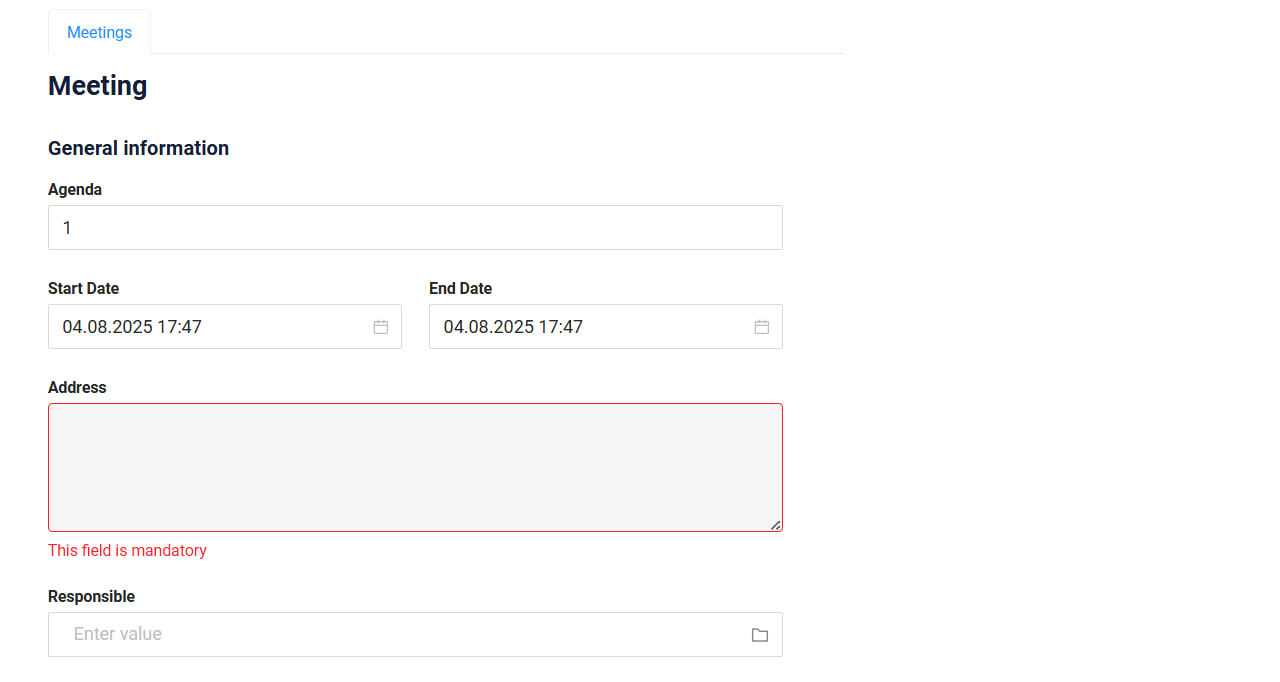 Meetings
Meeting
General information
Agenda
1
Start Date
End Date
04.08.2025 17:47
04.08.2025 17:47
Address
This field is mandatory
Responsible
Enter value